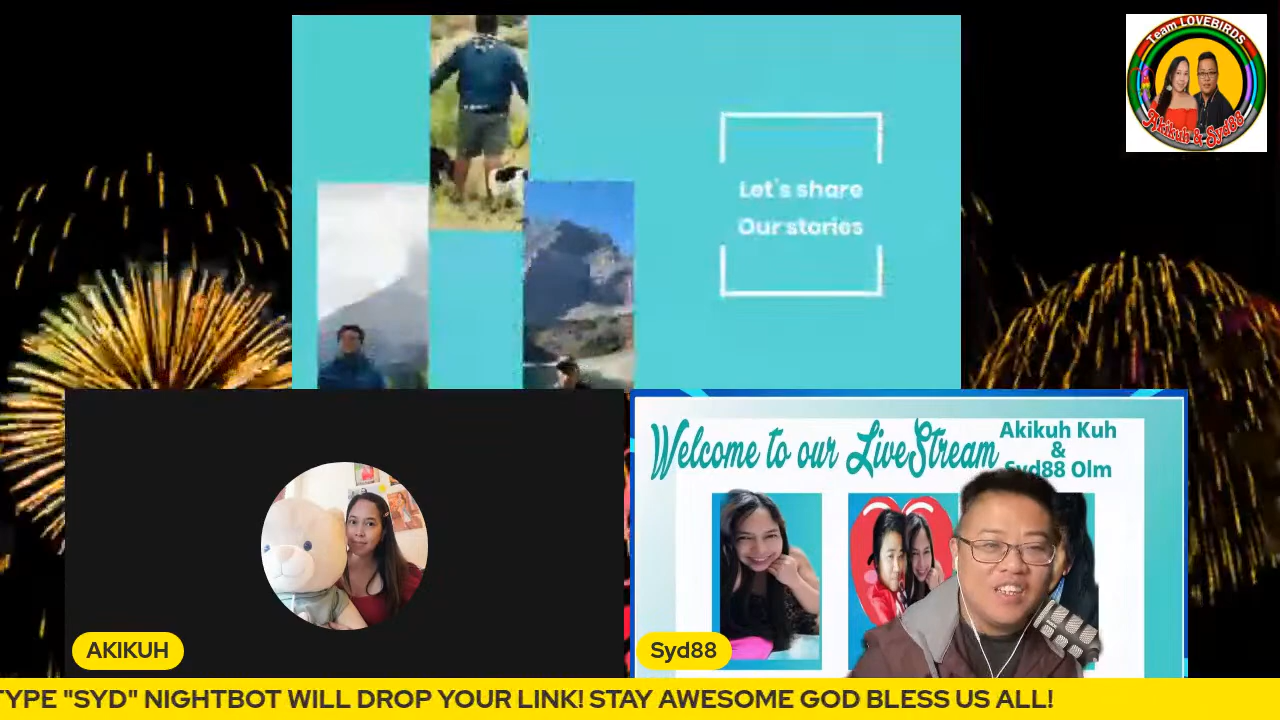 Team LOVEBIRDS
Akikuh & Syd88
Let's share
Our stories
Welcome to our LiveStream
Akikuh Kuh
&
Syd88 Olm
AKIKUH
Syd88
TYPE "SYD" NIGHTBOT WILL DROP YOUR LINK! STAY AWESOME GOD BLESS US ALL!